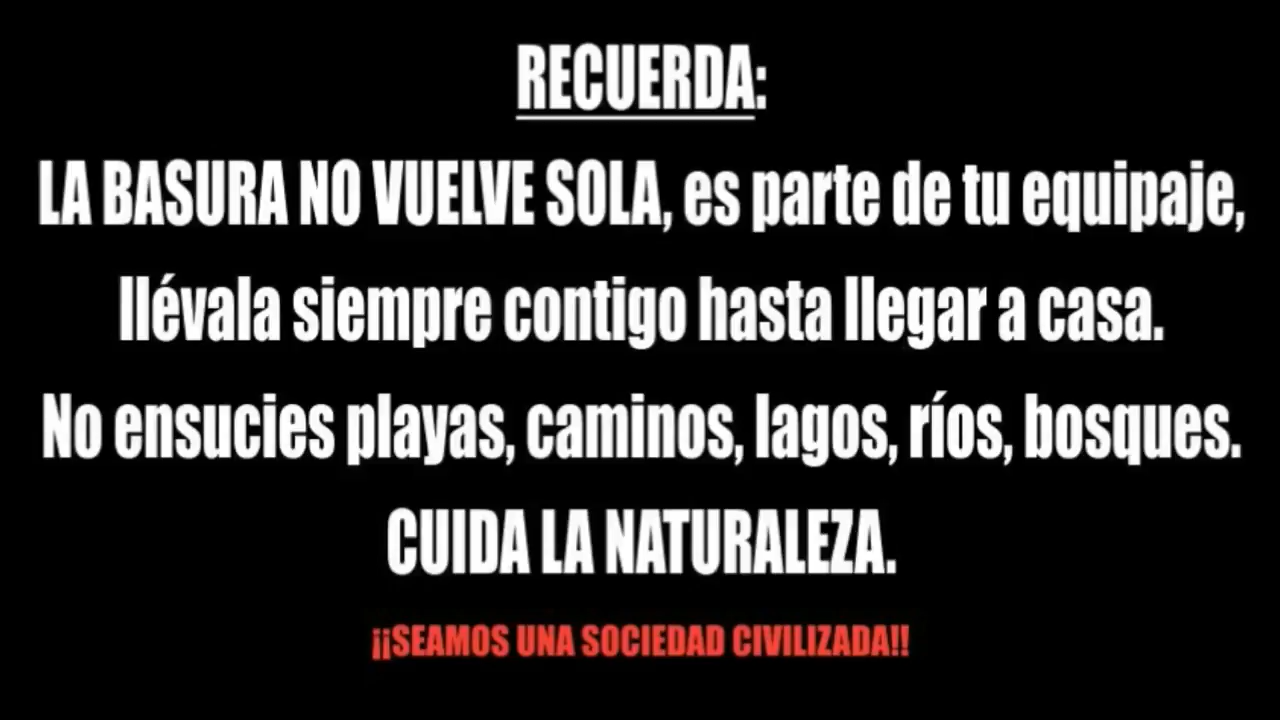 RECUERDA:
LA BASURA NO VUELVE SOLA, es parte de tu equipaje,
llévala siempre contigo hasta llegar a casa.
No ensucies playas, caminos, lagos, ríos, bosques.
CUIDA LA NATURALEZA.
¡¡SEAMOS UNA SOCIEDAD CIVILIZADA!!